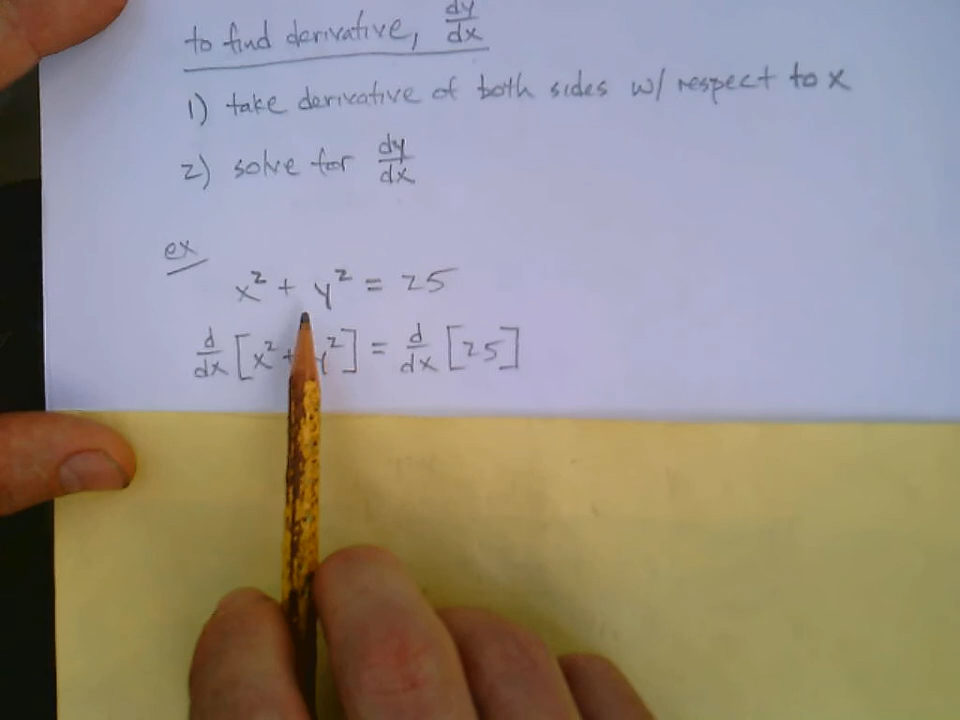 to find derivative, dy/dx
1) take derivative of both sides w/ respect to x
2) solve for dy/dx
ex
x² + y² = 25
d/dx [x² + y²] = d/dx [25]